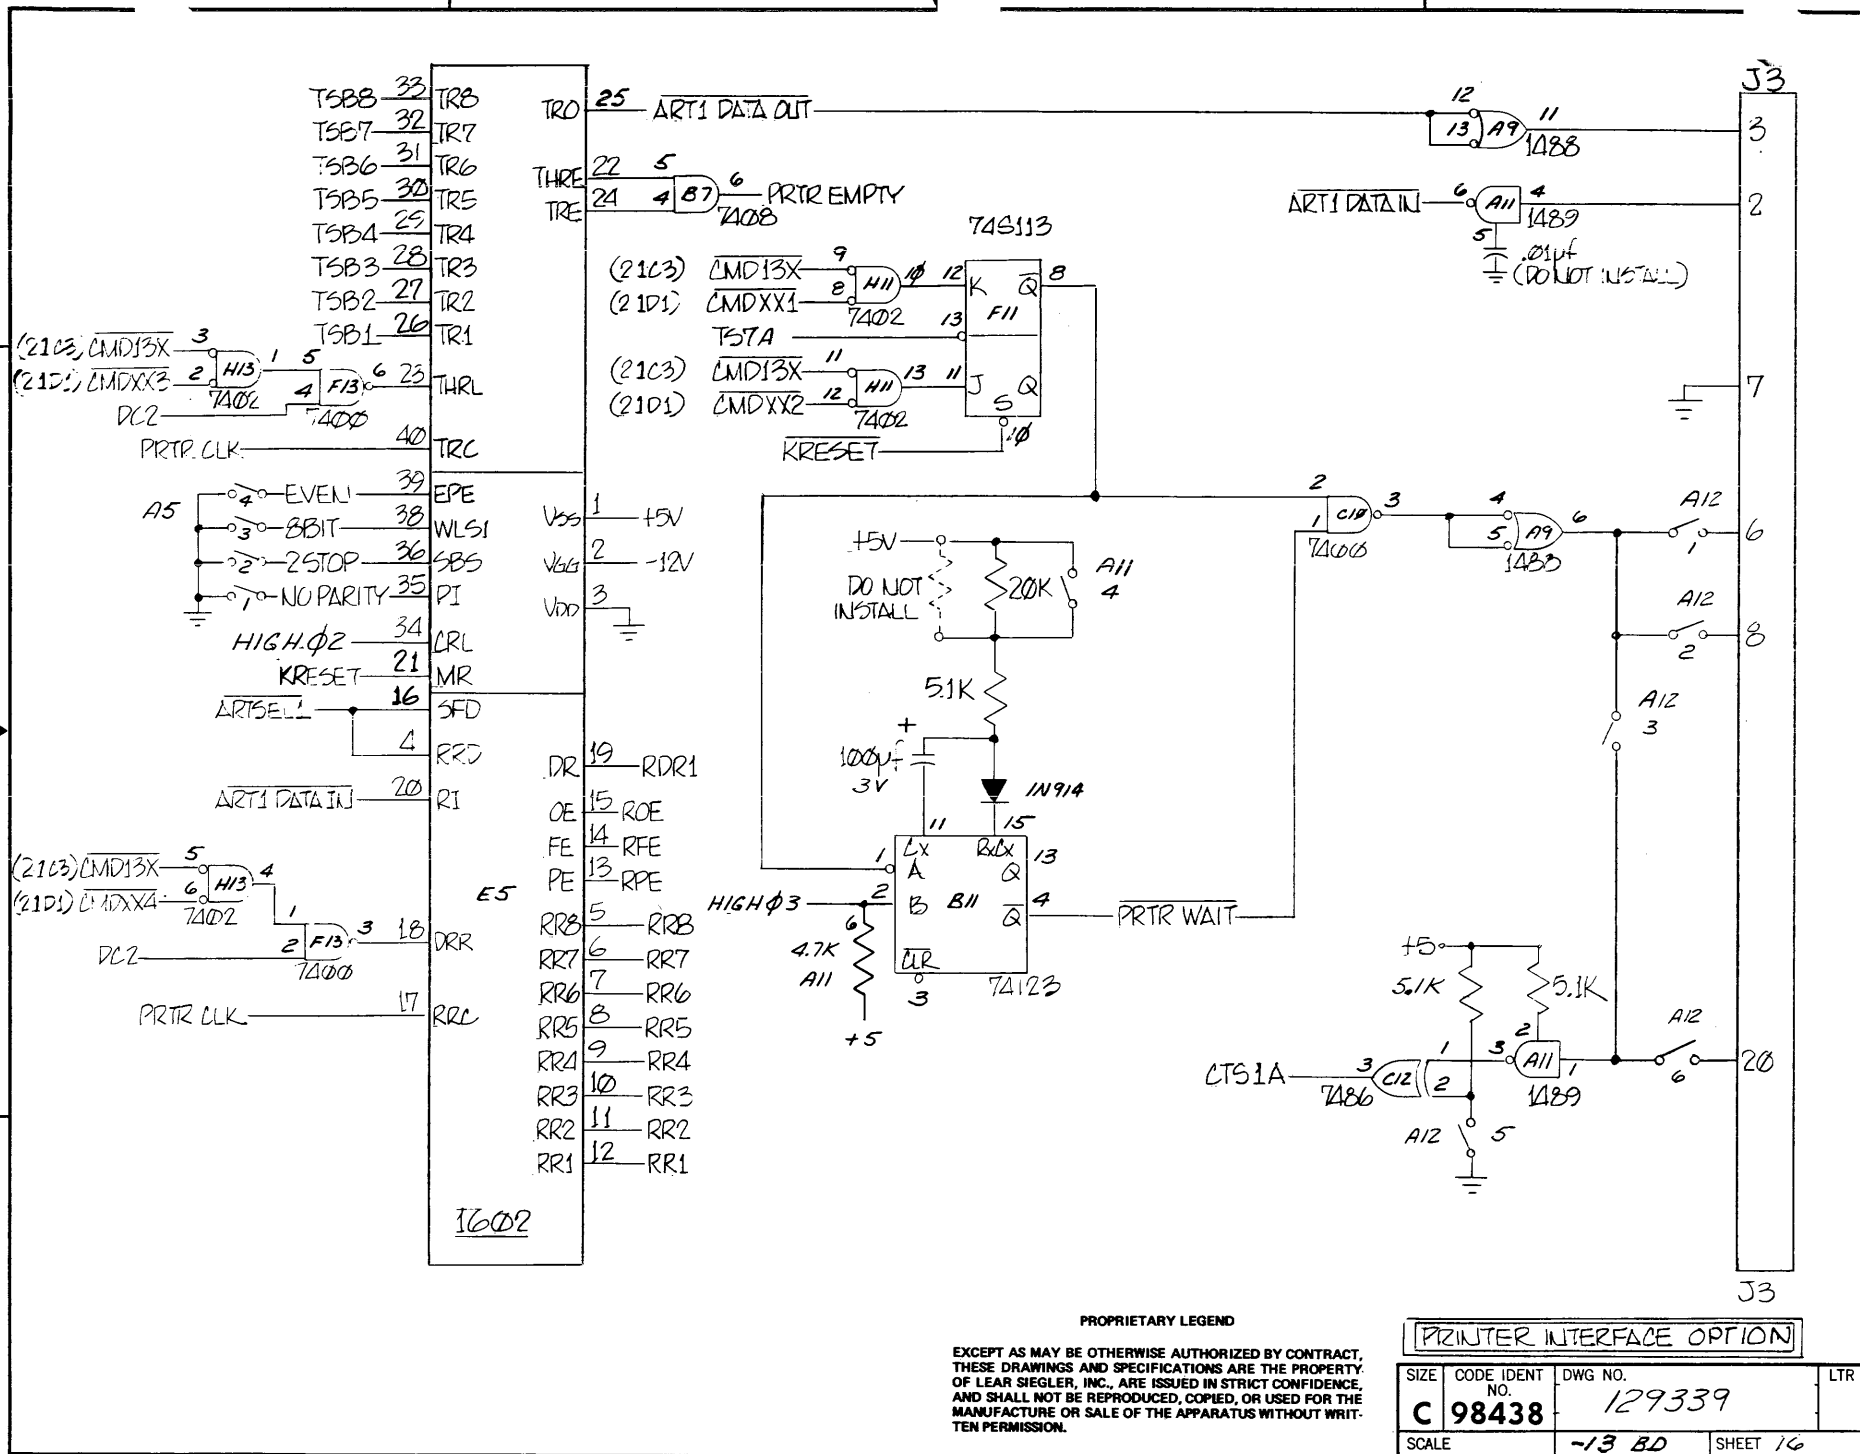 J3
TSB8 33 TR8
TSB7 32 TR7
TSB6 31 TR6
TSB5 30 TR5
TSB4 29 TR4
TSB3 28 TR3
TSB2 27 TR2
TSB1 26 TR1
(21C3) CMD13X 3
(21D1) CMDXX3 2
H13 1
7402
5
4 F13 6
7400
DC2
23 THRL
PRTR CLK 40 TRC
A5
4 EVEN 39 EPE
3 8BIT 38 WLS1
2 2STOP 36 SBS
1 NO PARITY 35 PI
HIGH Ø2 34 CRL
KRESET 21 MR
ARTSEL1 16 SFD
4 RRD
ART1 DATA IN 20 RI
(21C3) CMD13X 5
(21D1) CMDXX4 6
H13 4
7402
1
2 F13 3
7400
DC2
18 DRR
PRTR CLK 17 RRC
TRO 25 ART1 DATA OUT
THRE 22 5
TRE 24 4 B7 6 PRTR EMPTY
7408
VSS 1 +5V
VGG 2 -12V
VDD 3
DR 19 RDR1
OE 15 ROE
FE 14 RFE
PE 13 RPE
E5
RR8 5 RR8
RR7 6 RR7
RR6 7 RR6
RR5 8 RR5
RR4 9 RR4
RR3 10 RR3
RR2 11 RR2
RR1 12 RR1
1602
74S113
(21C3) CMD13X 9
(21D1) CMDXX1 8
H11 10 12 K Q 8
7402
F11
TS7A 13
(21C3) CMD13X 11
(21D1) CMDXX2 12
H11 13 11 J Q
7402
S
KRESET 10
+5V
DO NOT
INSTALL
20K
A11
4
5.1K
+
100µf
3V
1N914
11 15
Cx RxCx
1 A Q 13
HIGH Ø3 2 B B11 Q 4 PRTR WAIT
6
4.7K
A11
+5
CLR
3
74123
12
13 A9 11
1488
3
ART1 DATA IN 6 A11 4
1489
2
5
.01µf
(DO NOT INSTALL)
7
2
1 C10 3
7400
4
5 A9 6
1488
A12
1
6
A12
2
8
A12
3
+5
5.1K
5.1K
CTS1A 3 C12 1
2
7486
2
3 A11 1
1489
A12
6
20
A12 5
J3
PROPRIETARY LEGEND
EXCEPT AS MAY BE OTHERWISE AUTHORIZED BY CONTRACT,
THESE DRAWINGS AND SPECIFICATIONS ARE THE PROPERTY
OF LEAR SIEGLER, INC., ARE ISSUED IN STRICT CONFIDENCE,
AND SHALL NOT BE REPRODUCED, COPIED, OR USED FOR THE
MANUFACTURE OR SALE OF THE APPARATUS WITHOUT WRIT-
TEN PERMISSION.
PRINTER INTERFACE OPTION
SIZE CODE IDENT NO. DWG NO. LTR
C 98438 129339
SCALE -13 BD SHEET 16